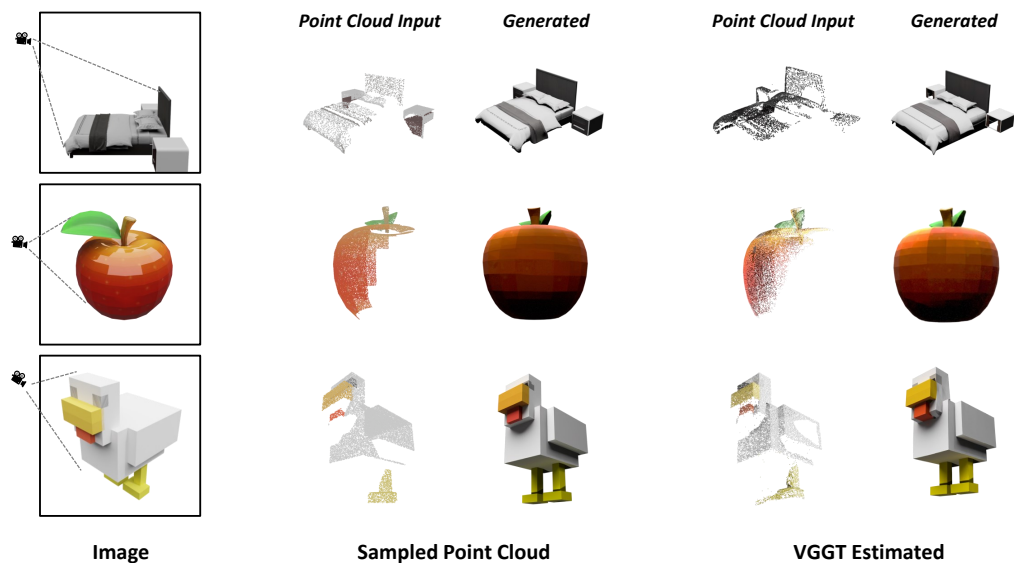 Point Cloud Input
Generated
Point Cloud Input
Generated
Image
Sampled Point Cloud
VGGT Estimated